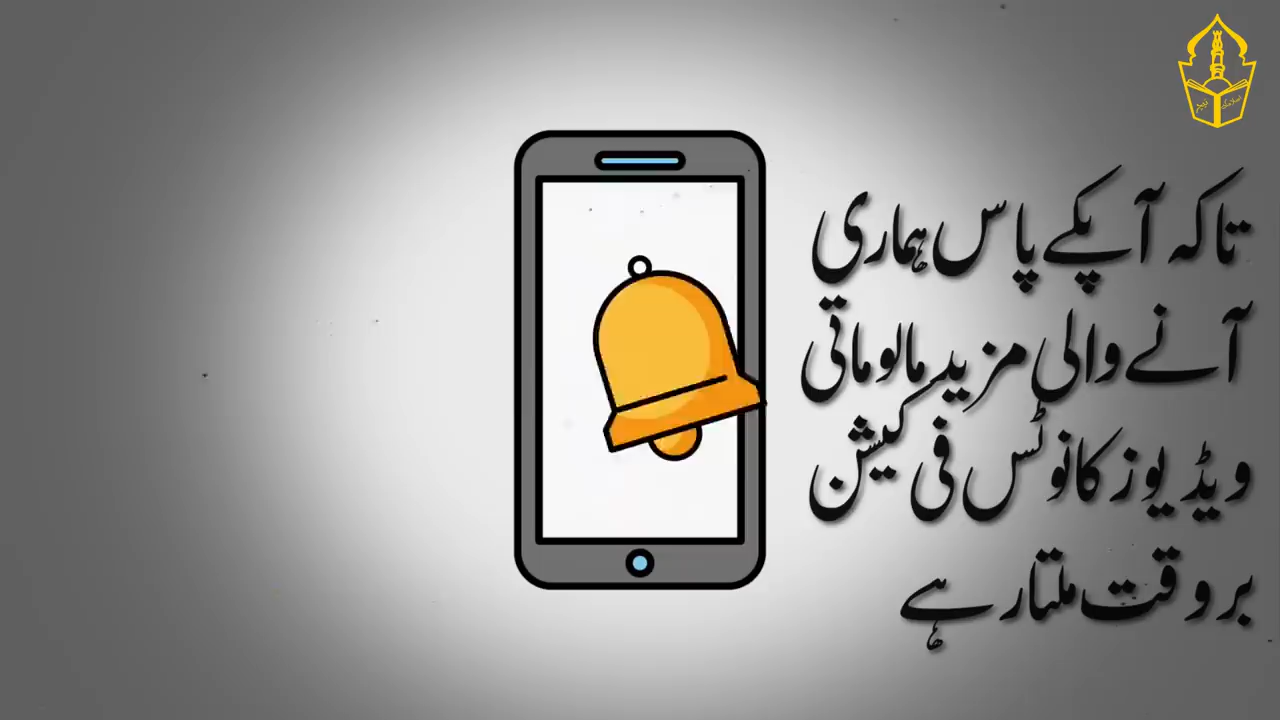 تاکہ آپکے پاس ہماری
آنے والی مزید مالوماتی
ویڈیوز کا نوٹس فی کیشن
بروقت ملتا رہے